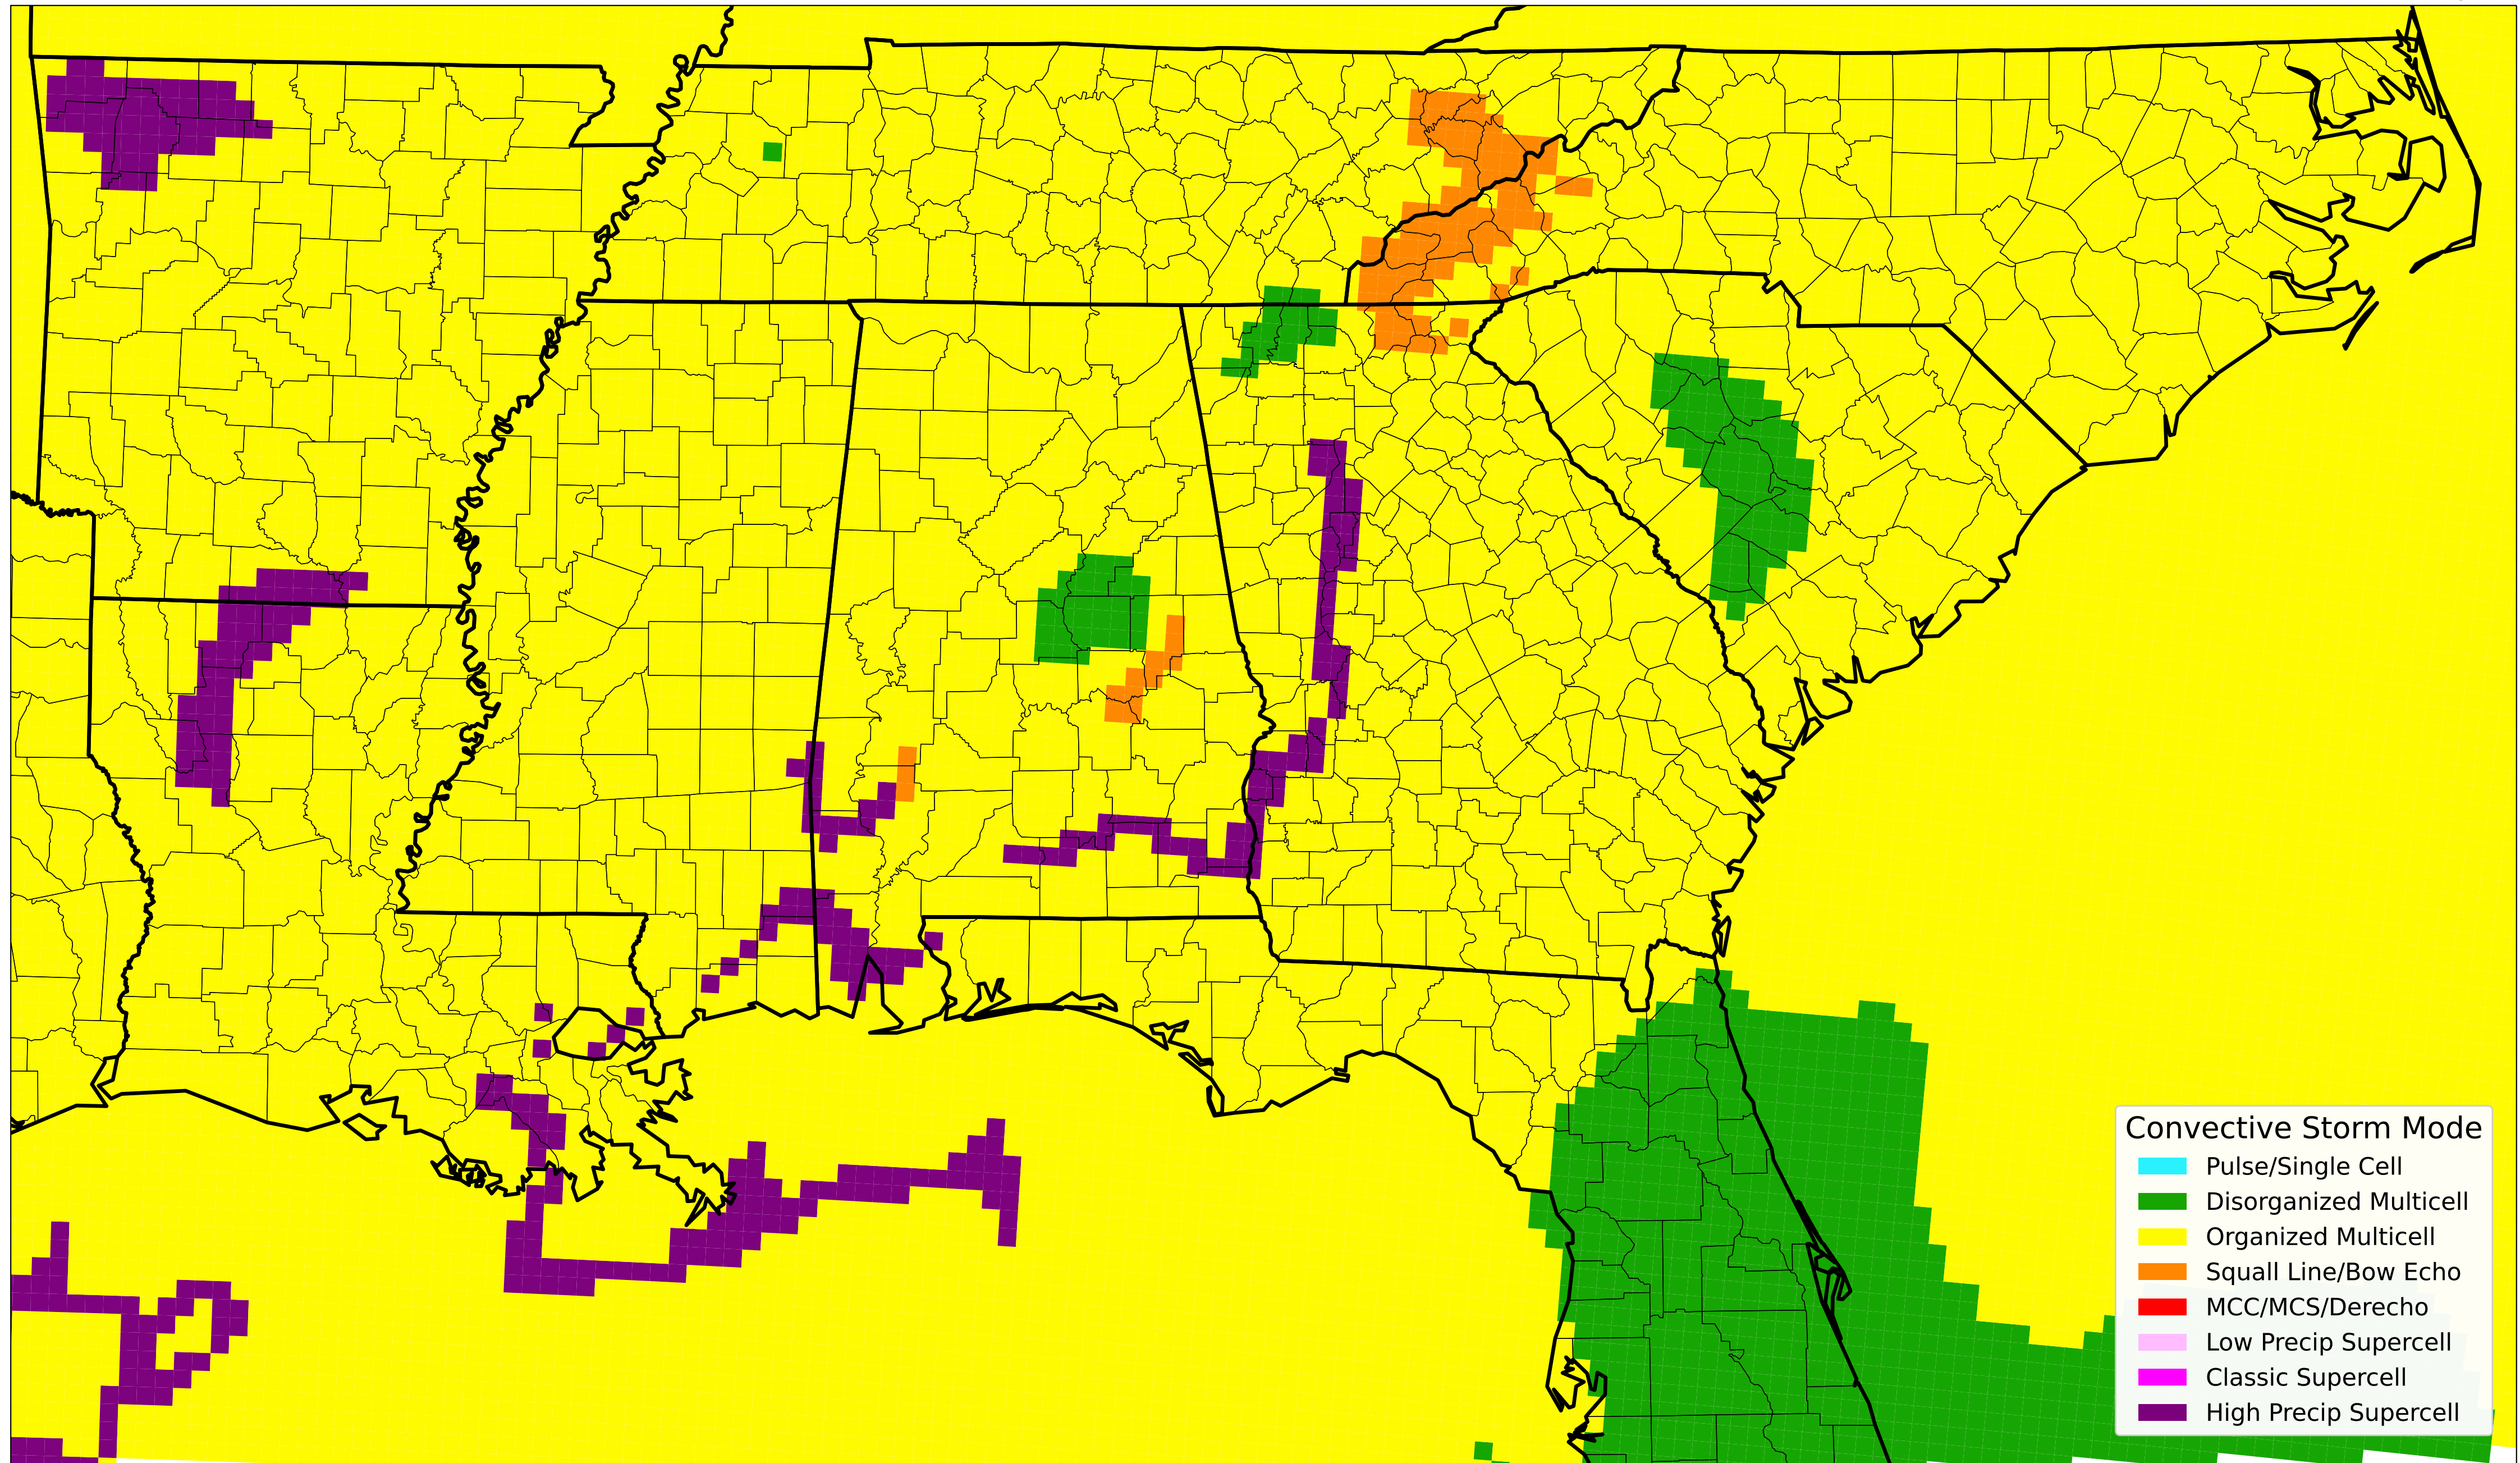 Convective Storm Mode
Pulse/Single Cell
Disorganized Multicell
Organized Multicell
Squall Line/Bow Echo
MCC/MCS/Derecho
Low Precip Supercell
Classic Supercell
High Precip Supercell